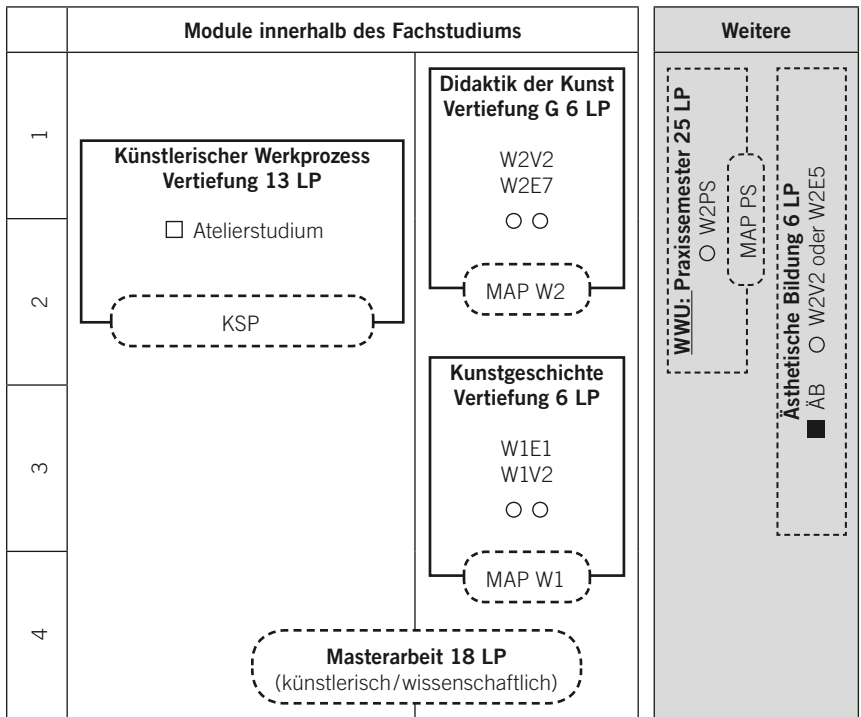 Module innerhalb des Fachstudiums
Weitere
1
2
3
4
Künstlerischer Werkprozess
Vertiefung 13 LP
□ Atelierstudium
KSP
Didaktik der Kunst
Vertiefung G 6 LP
W2V2
W2E7
○ ○
MAP W2
Kunstgeschichte
Vertiefung 6 LP
W1E1
W1V2
○ ○
MAP W1
Masterarbeit 18 LP
(künstlerisch/wissenschaftlich)
WWU: Praxissemester 25 LP
○ W2PS
MAP PS
Ästhetische Bildung 6 LP
■ ÄB ○ W2V2 oder W2E5